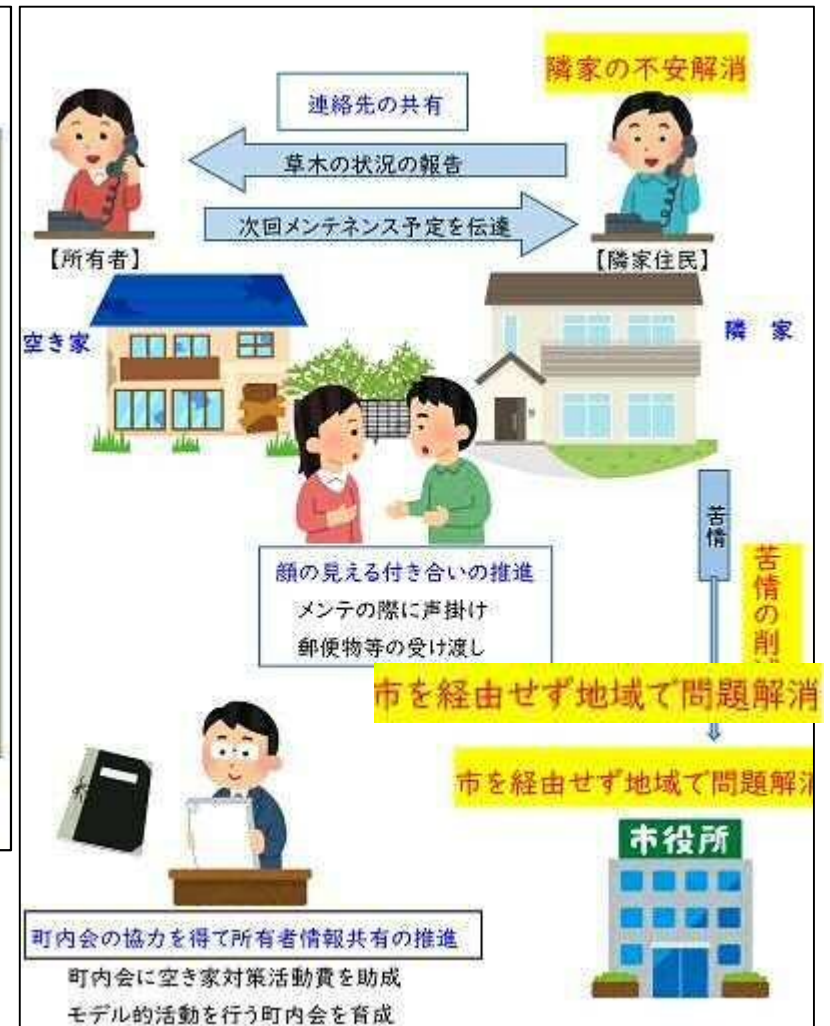 隣家の不安解消
連絡先の共有
草木の状況の報告
次回メンテネンス予定を伝達
【所有者】
【隣家住民】
空き家
隣 家
苦情
苦情の削
顔の見える付き合いの推進
メンテの際に声掛け
郵便物等の受け渡し
市を経由せず地域で問題解消
市を経由せず地域で問題解
市役所
町内会の協力を得て所有者情報共有の推進
町内会に空き家対策活動費を助成
モデル的活動を行う町内会を育成